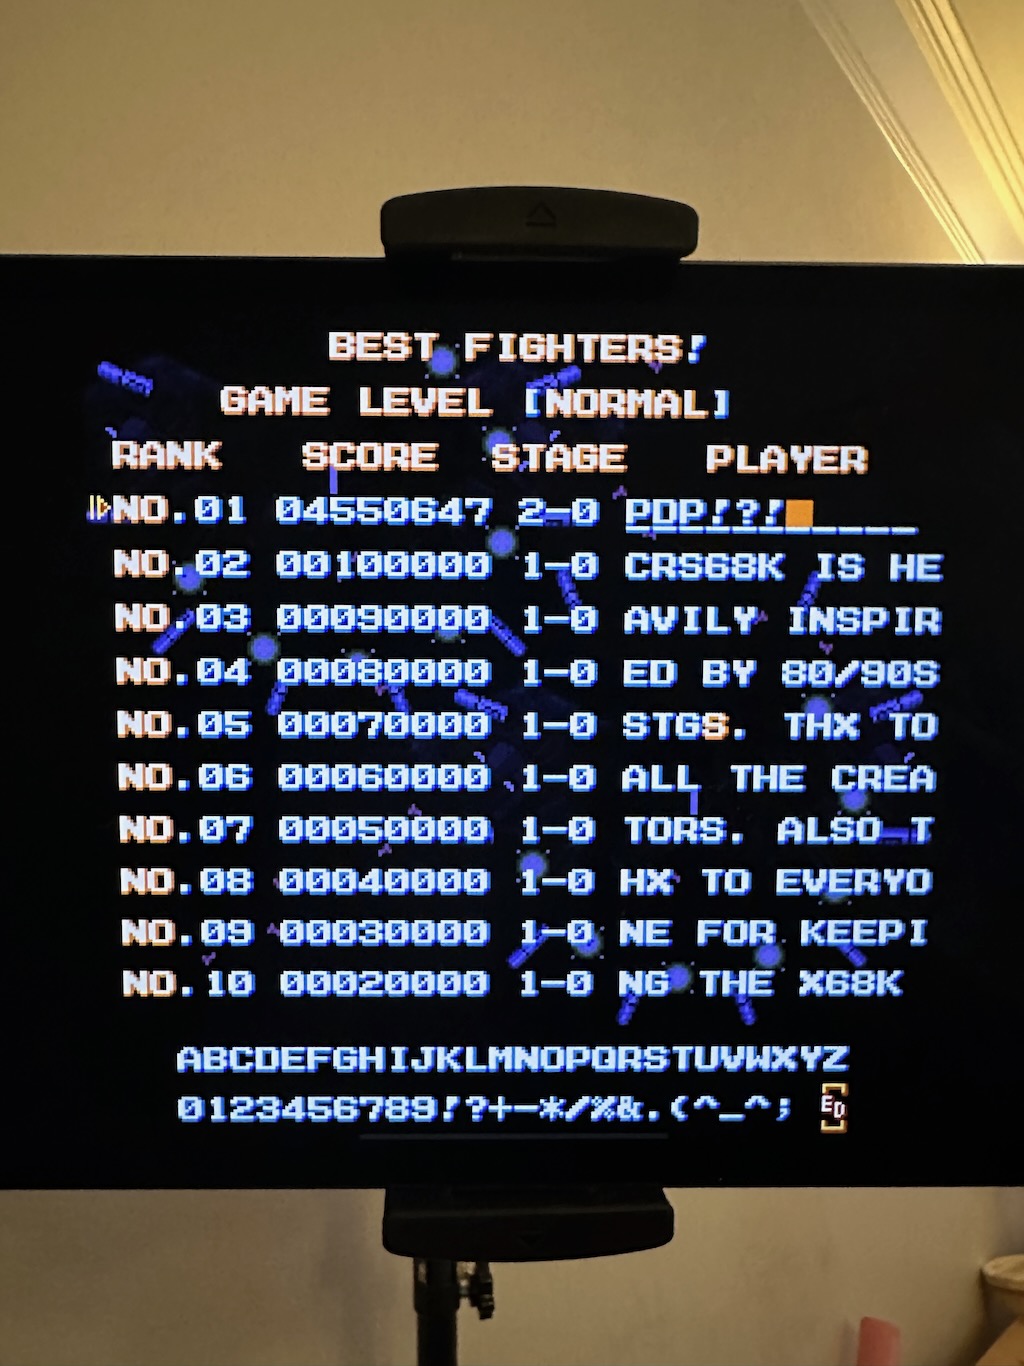 BEST FIGHTERS!
GAME LEVEL [NORMAL]
RANK SCORE STAGE PLAYER
NO.01 04550647 2-0 PDP!?!
NO.02 00100000 1-0 CRS68K IS HE
NO.03 00090000 1-0 AVILY INSPIR
NO.04 00080000 1-0 ED BY 80/90S
NO.05 00070000 1-0 STGS. THX TO
NO.06 00060000 1-0 ALL THE CREA
NO.07 00050000 1-0 TORS. ALSO T
NO.08 00040000 1-0 HX TO EVERYO
NO.09 00030000 1-0 NE FOR KEEPI
NO.10 00020000 1-0 NG THE X68K
ABCDEFGHIJKLMNOPQRSTUVWXYZ
0123456789!?+-*/%&.(^_^; ED